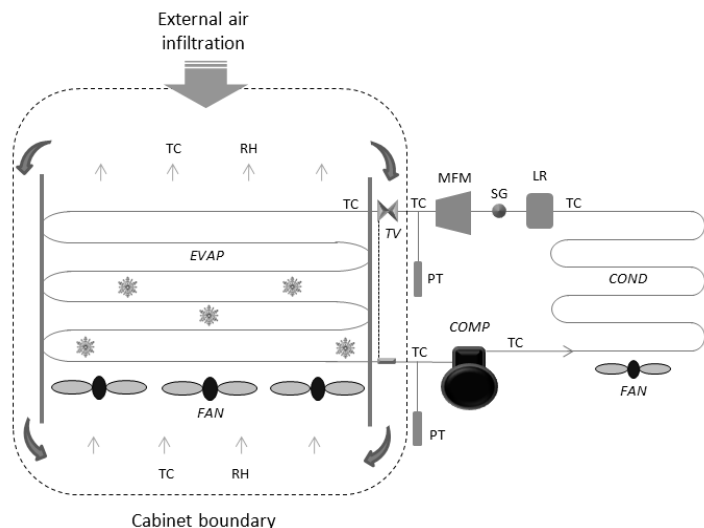 External air
infiltration
TC RH
MFM SG LR
TC TC TC
TV
EVAP
COND
PT
COMP
TC TC
FAN
FAN
PT
TC RH
Cabinet boundary